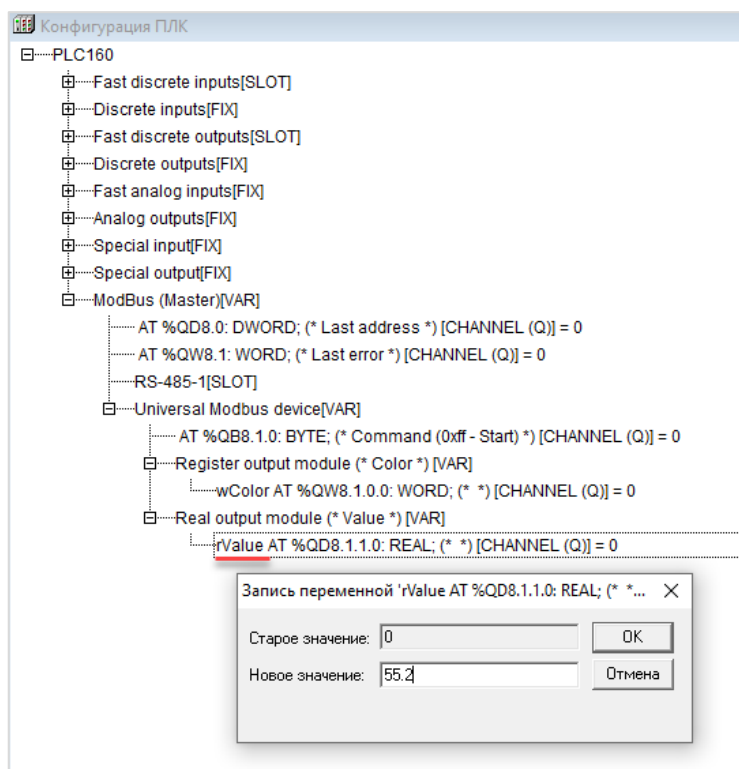 Конфигурация ПЛК
PLC160
Fast discrete inputs[SLOT]
Discrete inputs[FIX]
Fast discrete outputs[SLOT]
Discrete outputs[FIX]
Fast analog inputs[FIX]
Analog outputs[FIX]
Special input[FIX]
Special output[FIX]
ModBus (Master)[VAR]
AT %QD8.0: DWORD; (* Last address *) [CHANNEL (Q)] = 0
AT %QW8.1: WORD; (* Last error *) [CHANNEL (Q)] = 0
RS-485-1[SLOT]
Universal Modbus device[VAR]
AT %QB8.1.0: BYTE; (* Command (0xff - Start) *) [CHANNEL (Q)] = 0
Register output module (* Color *) [VAR]
wColor AT %QW8.1.0.0: WORD; (* *) [CHANNEL (Q)] = 0
Real output module (* Value *) [VAR]
rValue AT %QD8.1.1.0: REAL; (* *) [CHANNEL (Q)] = 0
Запись переменной 'rValue AT %QD8.1.1.0: REAL; (* *...
Старое значение: 0 OK
Новое значение: 55.2 Отмена